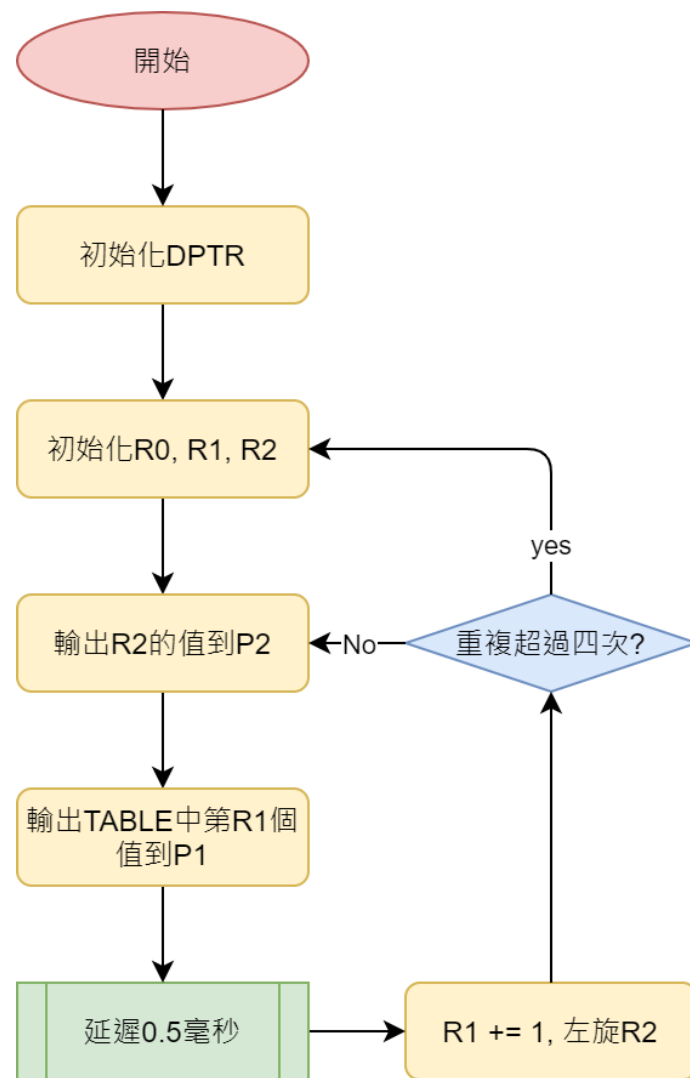 開始
初始化DPTR
初始化R0, R1, R2
yes
輸出R2的值到P2
No
重複超過四次?
輸出TABLE中第R1個
值到P1
延遲0.5毫秒
R1 += 1, 左旋R2